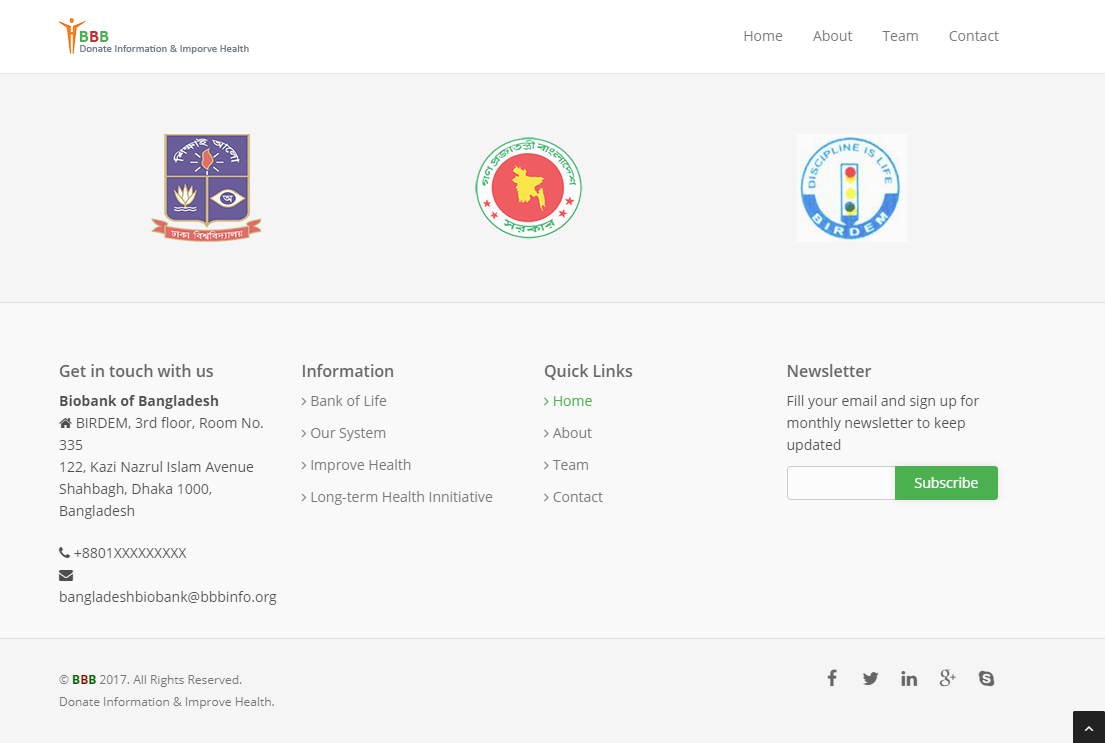 BBB
Donate Information & Imporve Health
Home About Team Contact
শিক্ষাই আলো
অ
ঢাকা বিশ্ববিদ্যালয়
গণ প্রজাতন্ত্রী বাংলাদেশ
সরকার
DISCIPLINE IS LIFE
BIRDEM
Get in touch with us
Biobank of Bangladesh
BIRDEM, 3rd floor, Room No.
335
122, Kazi Nazrul Islam Avenue
Shahbagh, Dhaka 1000,
Bangladesh
+8801XXXXXXXXX
bangladeshbiobank@bbbinfo.org
Information
Bank of Life
Our System
Improve Health
Long-term Health Innitiative
Quick Links
Home
About
Team
Contact
Newsletter
Fill your email and sign up for
monthly newsletter to keep
updated
Subscribe
© BBB 2017. All Rights Reserved.
Donate Information & Improve Health.